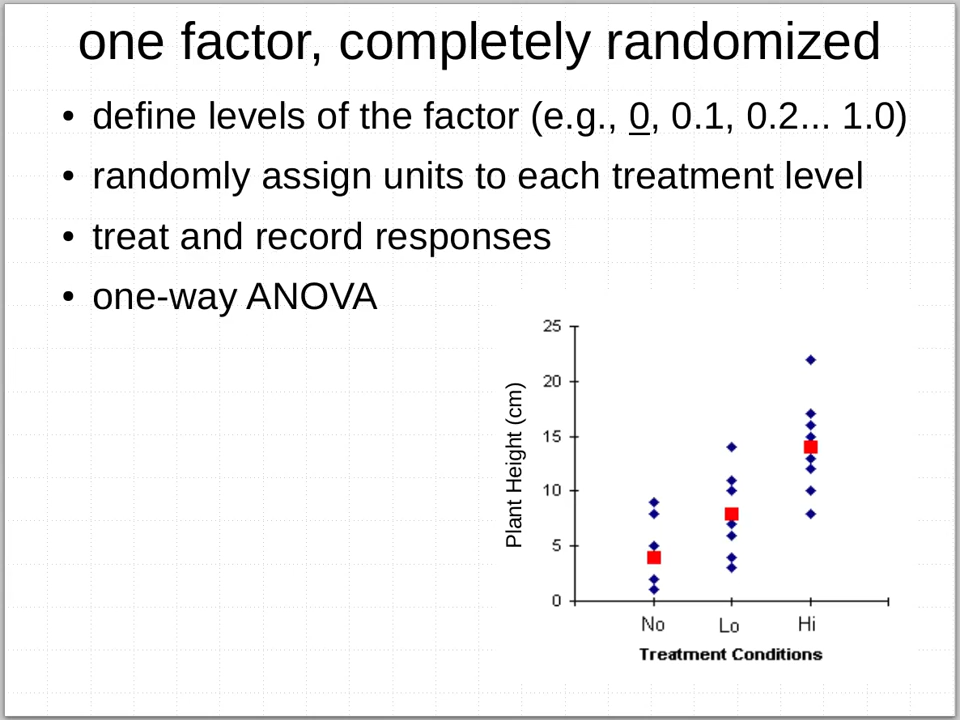 one factor, completely randomized
• define levels of the factor (e.g., 0, 0.1, 0.2... 1.0)
• randomly assign units to each treatment level
• treat and record responses
• one-way ANOVA
Plant Height (cm)
25
20
15
10
5
0
No Lo Hi
Treatment Conditions